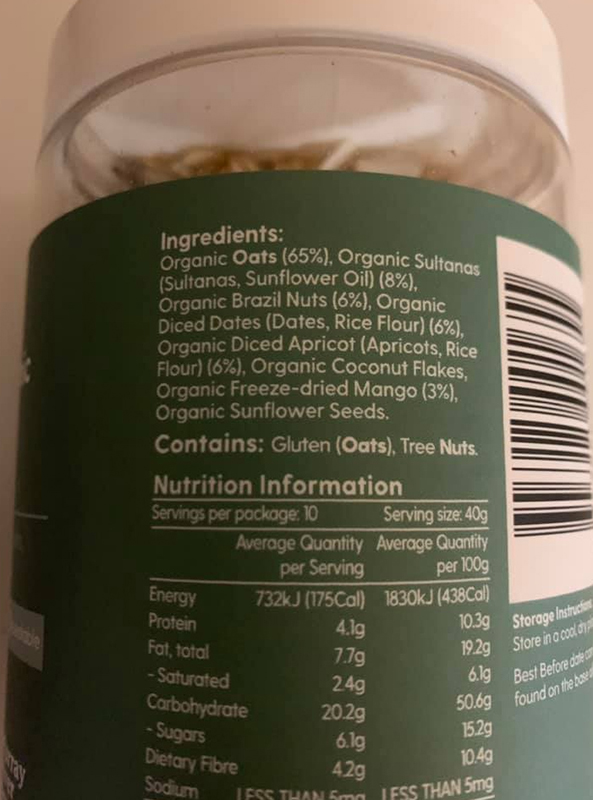 Ingredients:
Organic Oats (65%), Organic Sultanas
(Sultanas, Sunflower Oil) (8%),
Organic Brazil Nuts (6%), Organic
Diced Dates (Dates, Rice Flour) (6%),
Organic Diced Apricot (Apricots, Rice
Flour) (6%), Organic Coconut Flakes,
Organic Freeze-dried Mango (3%),
Organic Sunflower Seeds.
Contains: Gluten (Oats), Tree Nuts.
Nutrition Information
Servings per package: 10 Serving size: 40g
Average Quantity Average Quantity
per Serving per 100g
Energy 732kJ (175Cal) 1830kJ (438Cal)
Protein 4.1g 10.3g
Fat, total 7.7g 19.2g
- Saturated 2.4g 6.1g
Carbohydrate 20.2g 50.6g
- Sugars 6.1g 15.2g
Dietary Fibre 4.2g 10.4g
Sodium LESS THAN 5mg LESS THAN 5mg
Storage Instructions
Store in a cool, dry
Best Before date
found on the base